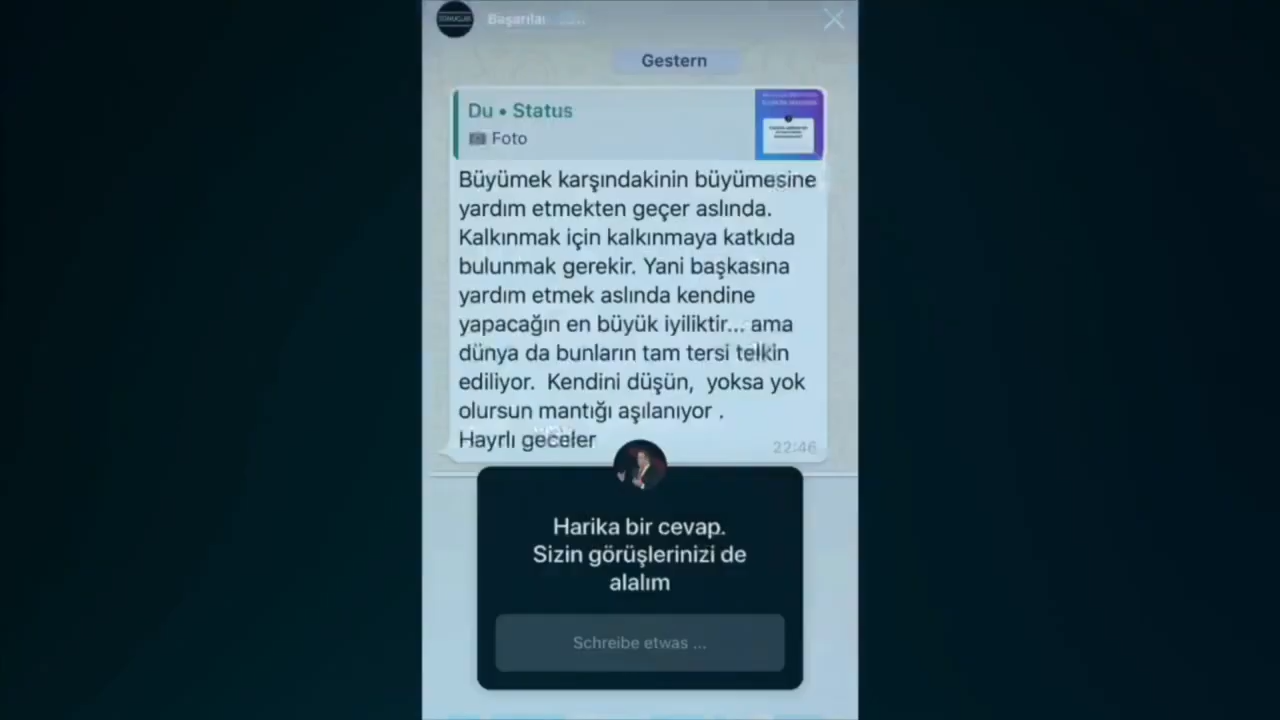 Gestern
Du • Status
Foto
Büyümek karşındakinin büyümesine
yardım etmekten geçer aslında.
Kalkınmak için kalkınmaya katkıda
bulunmak gerekir. Yani başkasına
yardım etmek aslında kendine
yapacağın en büyük iyiliktir... ama
dünya da bunların tam tersi telkin
ediliyor.  Kendini düşün,  yoksa yok
olursun mantığı aşılanıyor .
Hayrlı geceler
22:46
Harika bir cevap.
Sizin görüşlerinizi de
alalım
Schreibe etwas ...